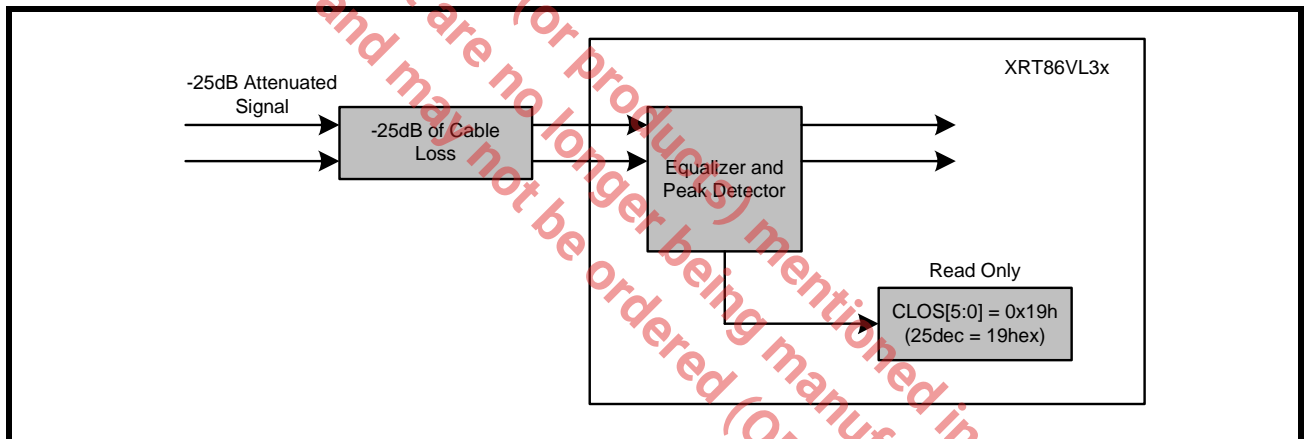 XRT86VL3x
-25dB Attenuated
Signal
-25dB of Cable
Loss
Equalizer and
Peak Detector
Read Only
CLOS[5:0] = 0x19h
(25dec = 19hex)
(or products) mentioned in
are no longer being manuf
and may not be ordered (O